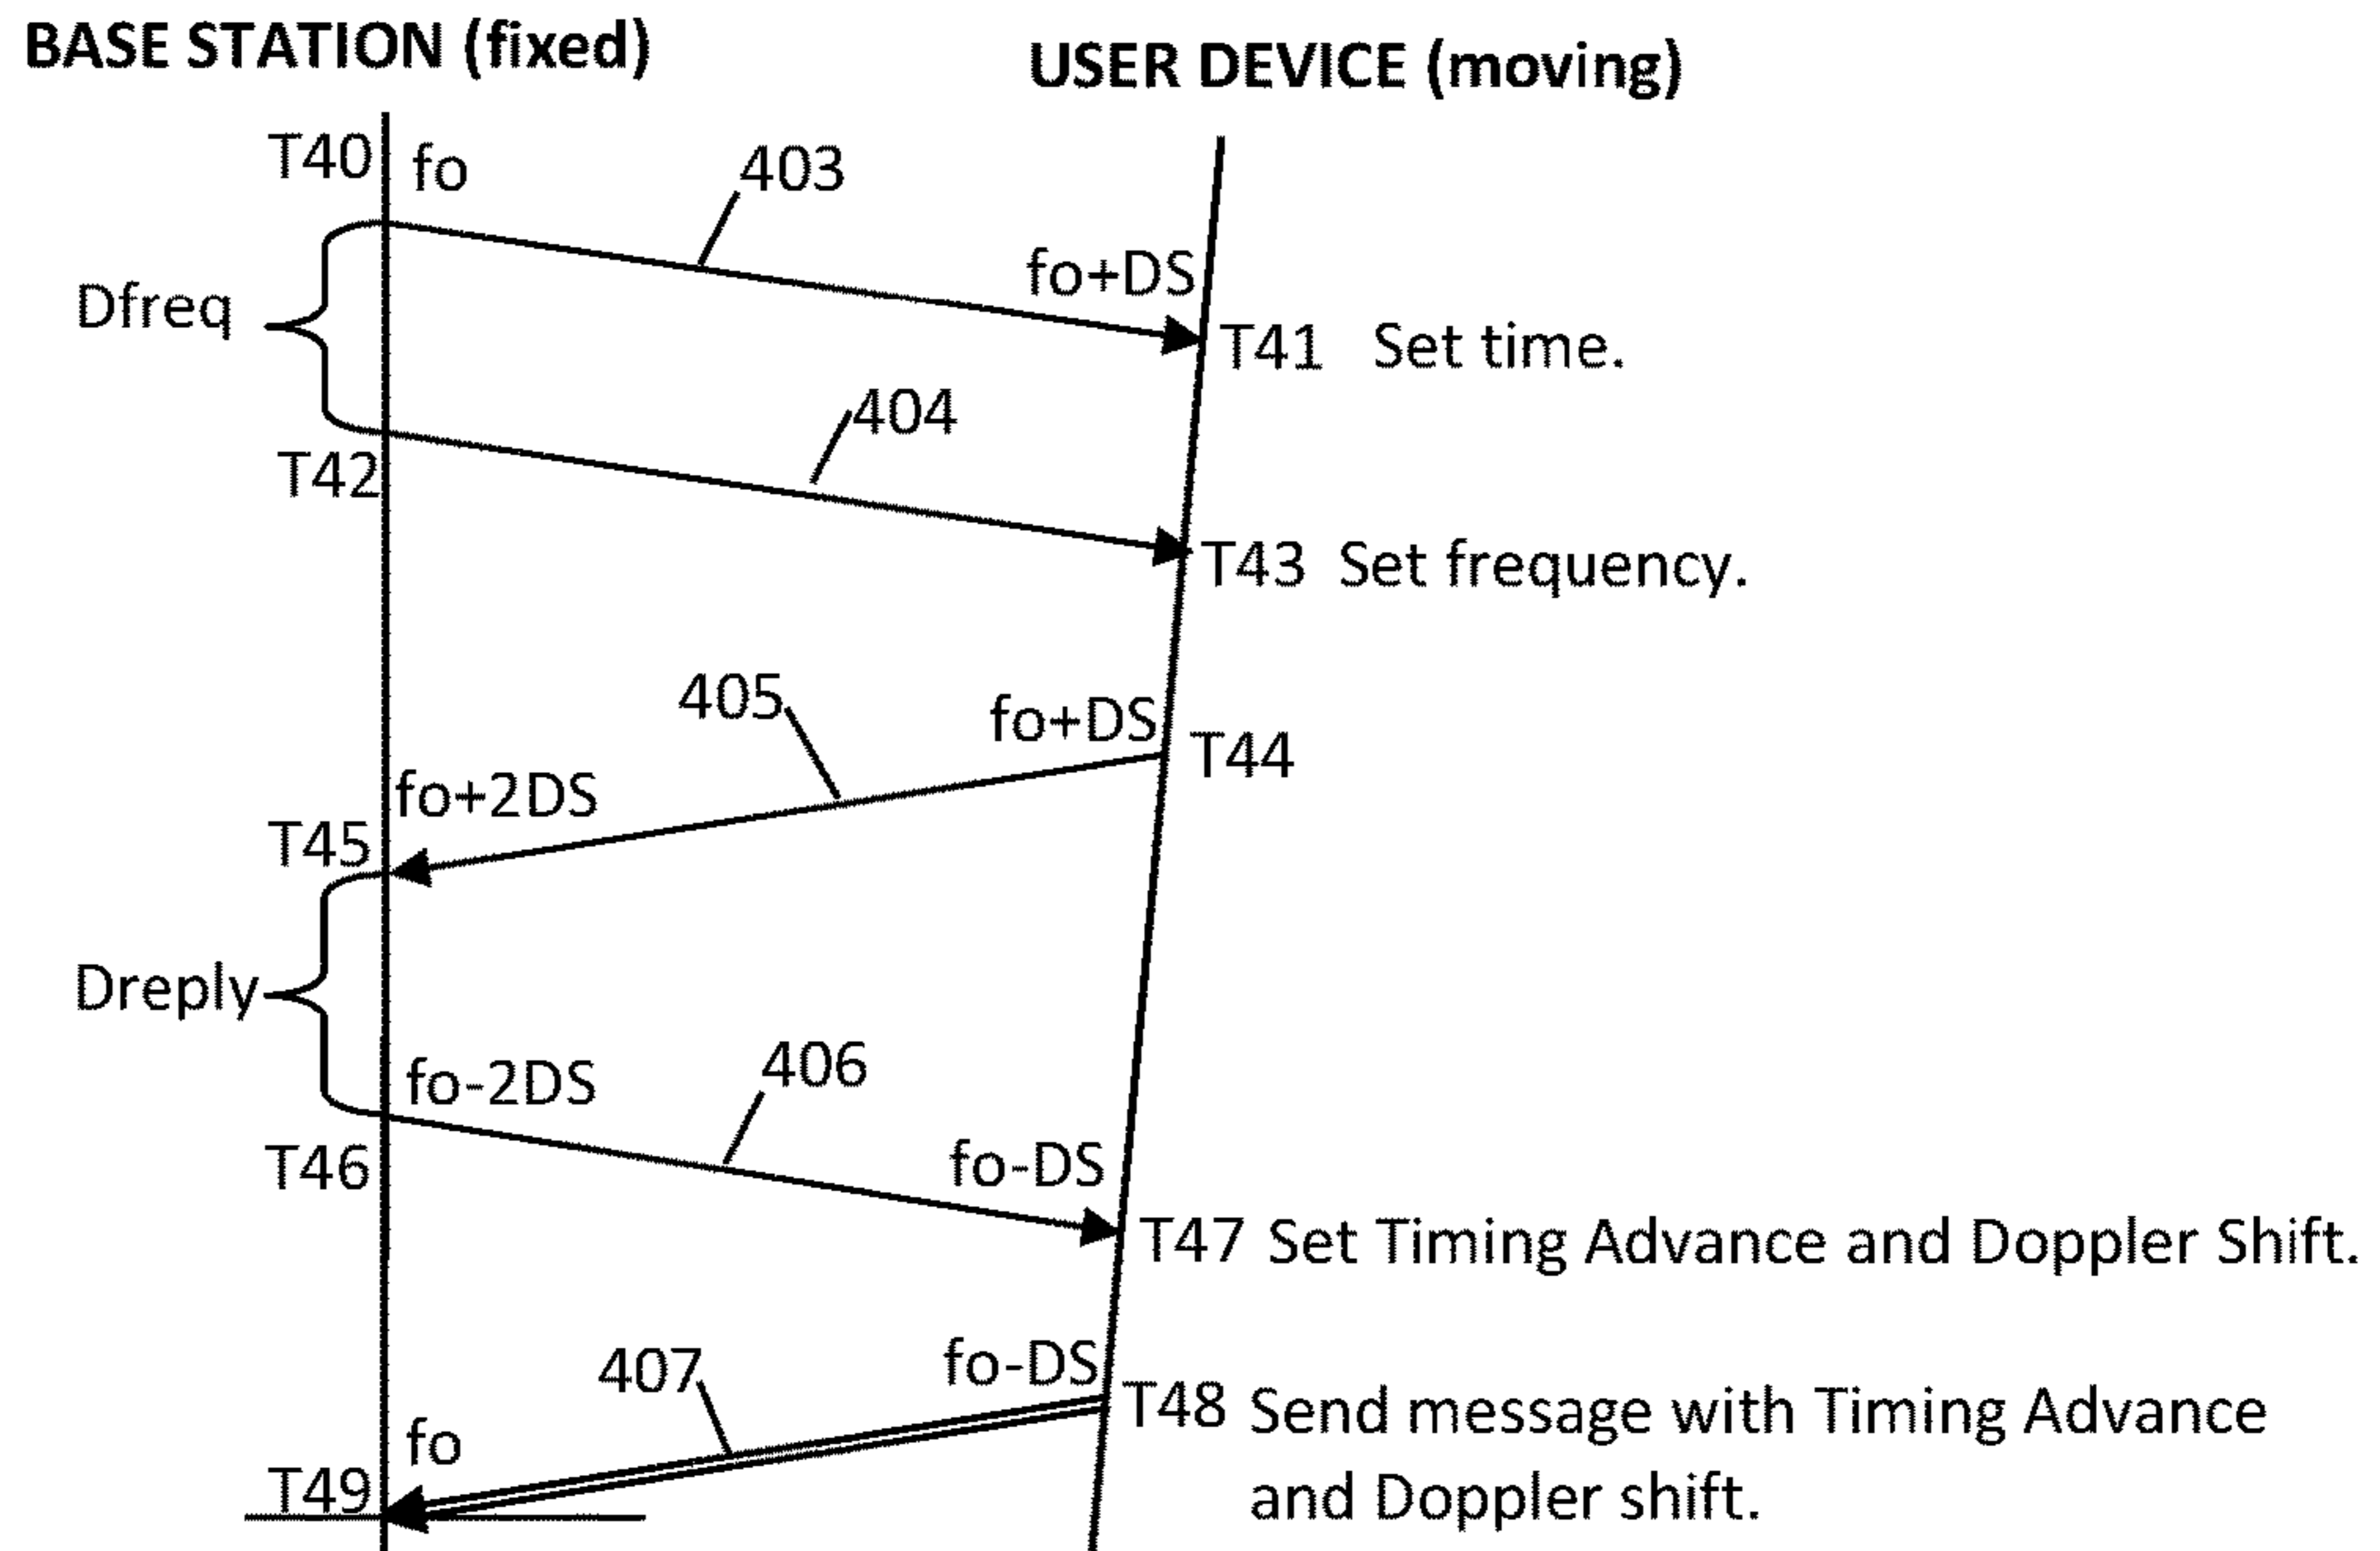 BASE STATION (fixed)
USER DEVICE (moving)
T40
fo
403
fo+DS
Dfreq
T41 Set time.
404
T42
T43 Set frequency.
405
fo+DS
T44
fo+2DS
T45
Dreply
406
fo-2DS
fo-DS
T46
T47 Set Timing Advance and Doppler Shift.
407
fo-DS
T48 Send message with Timing Advance
fo
T49
and Doppler shift.